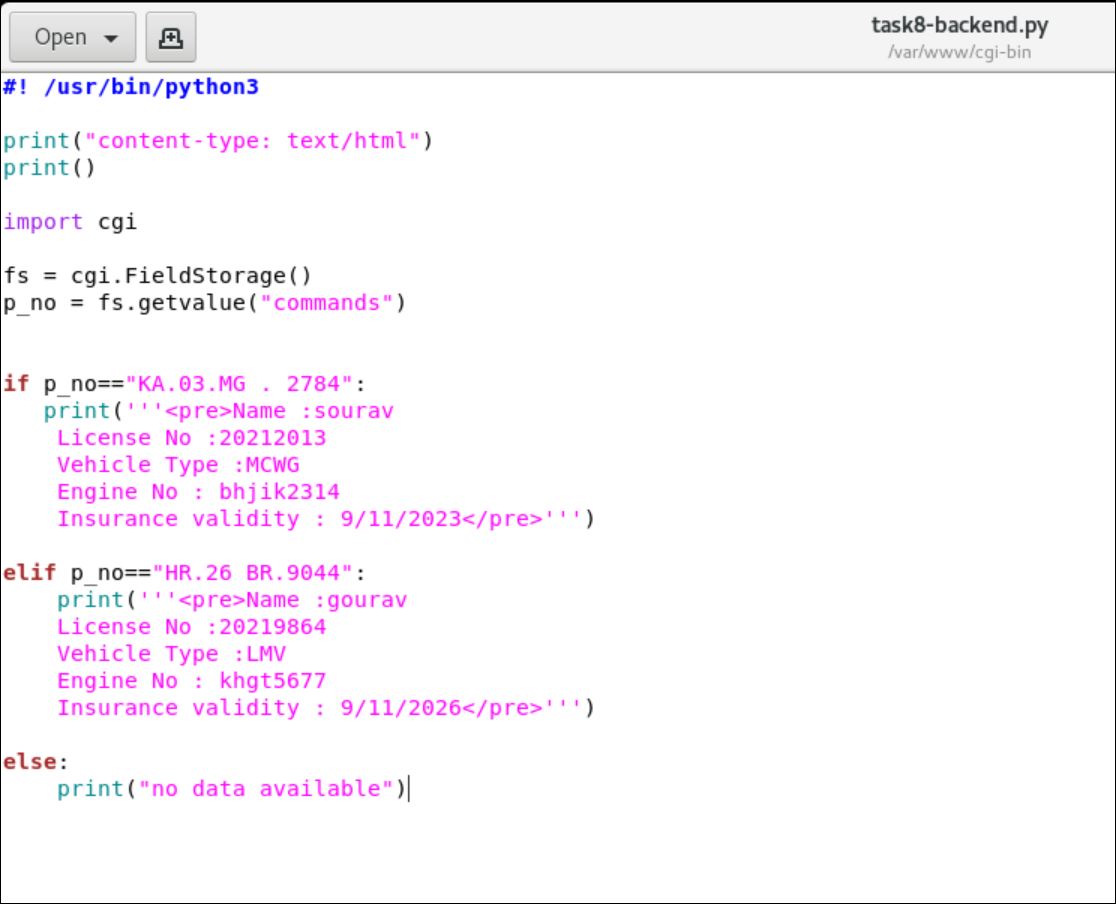 Open
task8-backend.py
/var/www/cgi-bin
#! /usr/bin/python3
print("content-type: text/html")
print()
import cgi
fs = cgi.FieldStorage()
p_no = fs.getvalue("commands")
if p_no=="KA.03.MG . 2784":
   print('''<pre>Name :sourav
    License No :20212013
    Vehicle Type :MCWG
    Engine No : bhjik2314
    Insurance validity : 9/11/2023</pre>''')
elif p_no=="HR.26 BR.9044":
    print('''<pre>Name :gourav
    License No :20219864
    Vehicle Type :LMV
    Engine No : khgt5677
    Insurance validity : 9/11/2026</pre>''')
else:
    print("no data available")